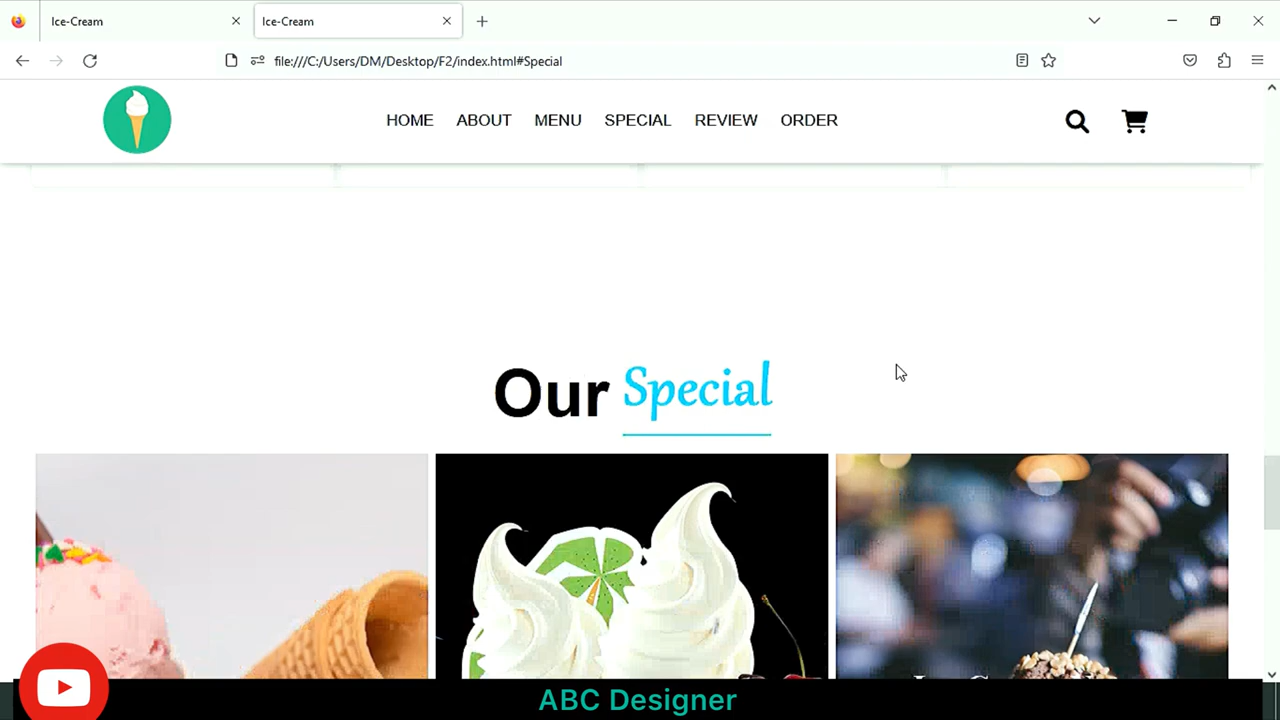 Ice-Cream
Ice-Cream
file:///C:/Users/DM/Desktop/F2/index.html#Special
HOME ABOUT MENU SPECIAL REVIEW ORDER
Our Special
ABC Designer